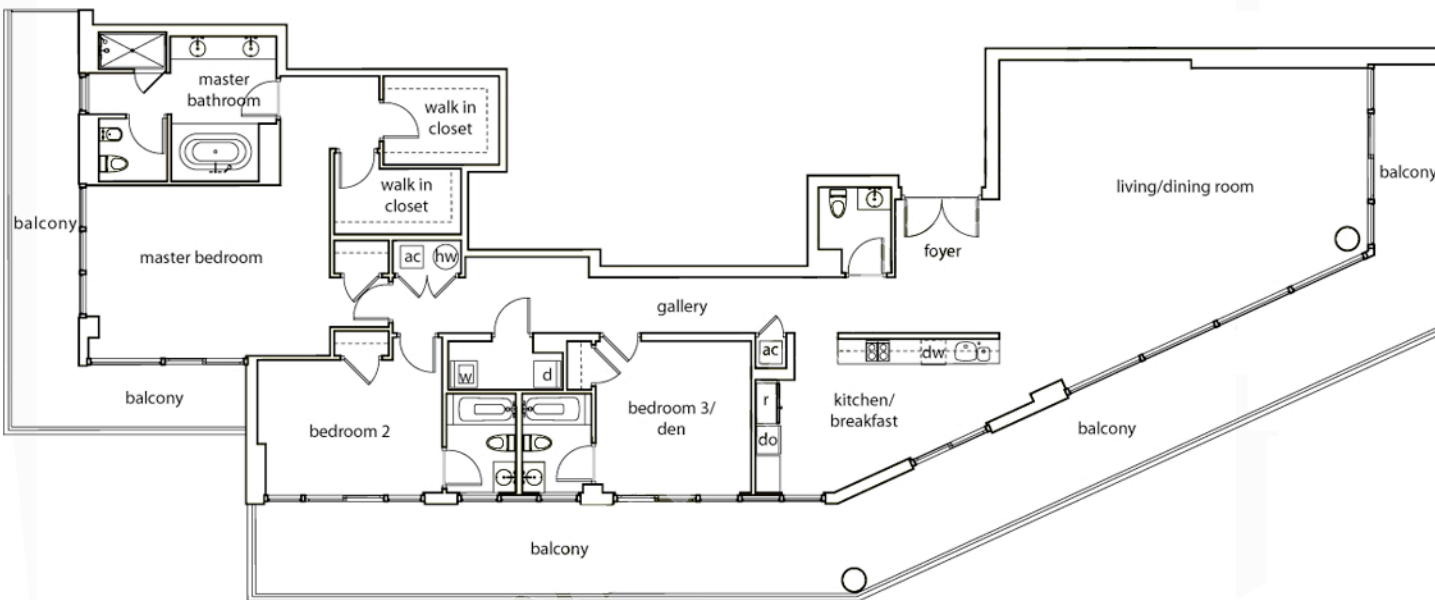 master
bathroom
walk in
closet
walk in
closet
balcony
master bedroom
ac
hw
balcony
living/dining room
foyer
gallery
balcony
bedroom 2
w
d
bedroom 3/
den
ac
r
do
dw
kitchen/
breakfast
balcony
balcony